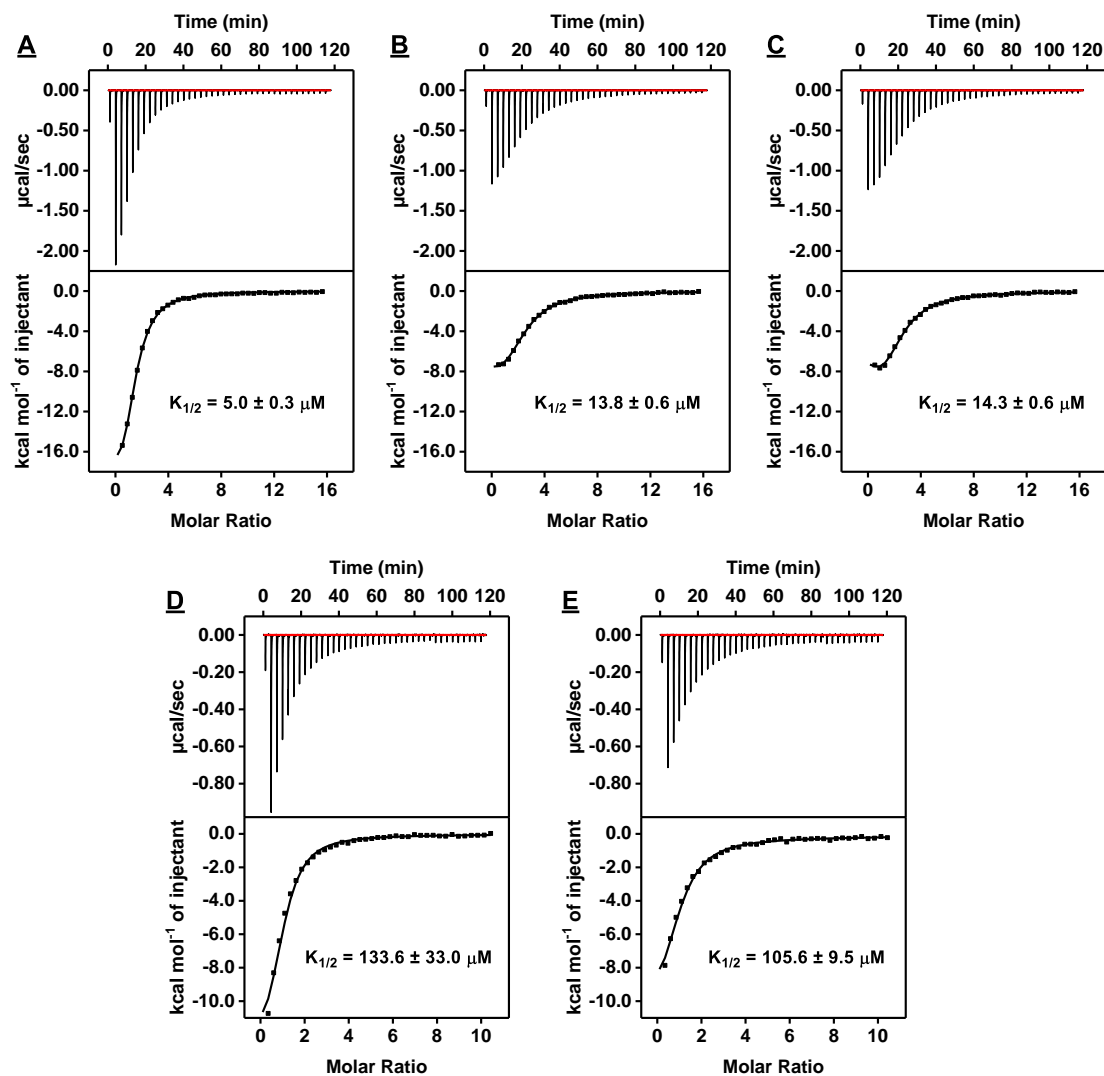 A
Time (min)
0 20 40 60 80 100 120
µcal/sec
0.00
-0.50
-1.00
-1.50
-2.00
kcal mol⁻¹ of injectant
0.0
-4.0
-8.0
-12.0
-16.0
K1/2 = 5.0 ± 0.3 µM
0 4 8 12 16
Molar Ratio
B
Time (min)
0 20 40 60 80 100 120
µcal/sec
0.00
-0.50
-1.00
-1.50
-2.00
kcal mol⁻¹ of injectant
0.0
-4.0
-8.0
-12.0
-16.0
K1/2 = 13.8 ± 0.6 µM
0 4 8 12 16
Molar Ratio
C
Time (min)
0 20 40 60 80 100 120
µcal/sec
0.00
-0.50
-1.00
-1.50
-2.00
kcal mol⁻¹ of injectant
0.0
-4.0
-8.0
-12.0
-16.0
K1/2 = 14.3 ± 0.6 µM
0 4 8 12 16
Molar Ratio
D
Time (min)
0 20 40 60 80 100 120
µcal/sec
0.00
-0.20
-0.40
-0.60
-0.80
kcal mol⁻¹ of injectant
0.0
-2.0
-4.0
-6.0
-8.0
-10.0
K1/2 = 133.6 ± 33.0 µM
0 2 4 6 8 10
Molar Ratio
E
Time (min)
0 20 40 60 80 100 120
µcal/sec
0.00
-0.20
-0.40
-0.60
-0.80
kcal mol⁻¹ of injectant
0.0
-2.0
-4.0
-6.0
-8.0
-10.0
K1/2 = 105.6 ± 9.5 µM
0 2 4 6 8 10
Molar Ratio